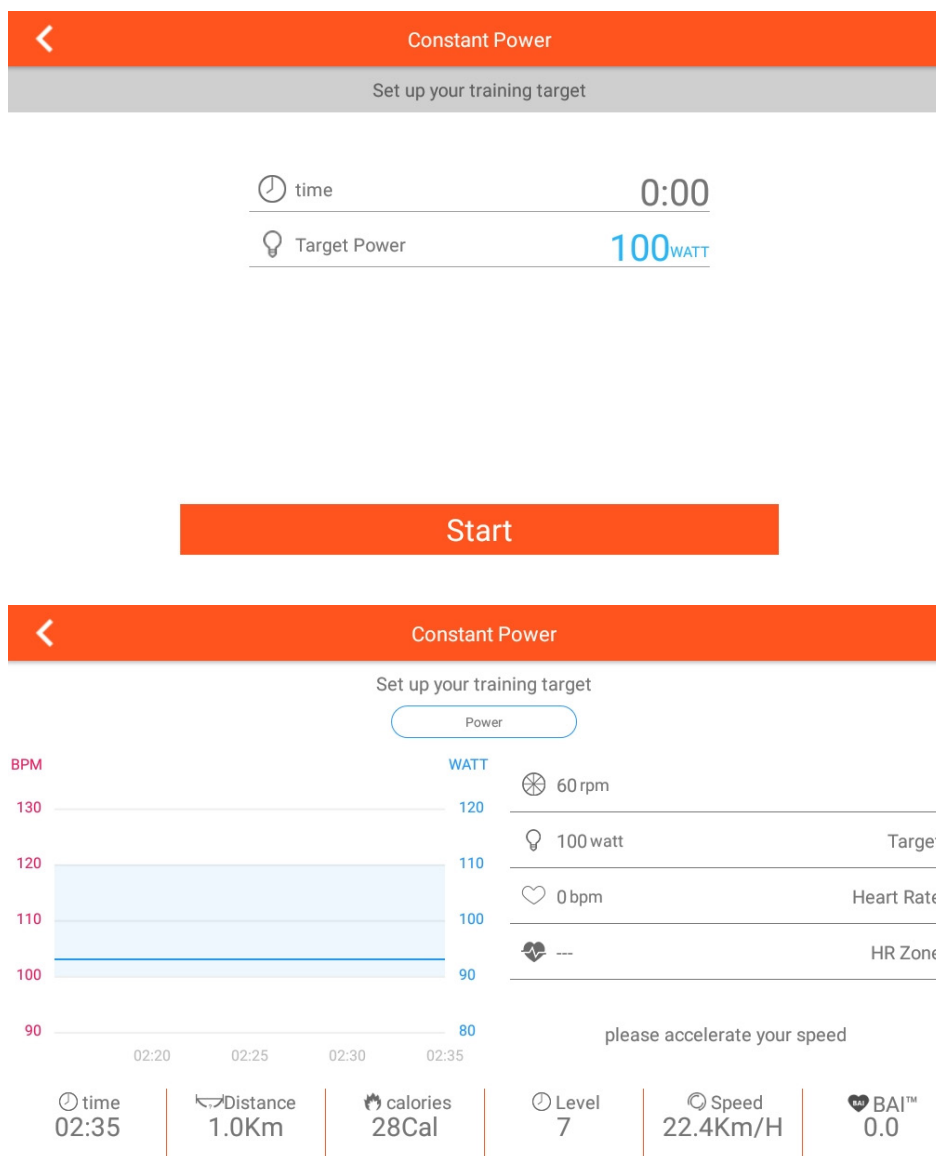 Constant Power
Set up your training target
time 0:00
Target Power 100WATT
Start
Constant Power
Set up your training target
Power
BPM WATT
130 120
120 110
110 100
100 90
90 80
02:20 02:25 02:30 02:35
60 rpm
100 watt Target
0 bpm Heart Rate
--- HR Zone
please accelerate your speed
time Distance calories Level Speed BAI BAI™
02:35 1.0Km 28Cal 7 22.4Km/H 0.0